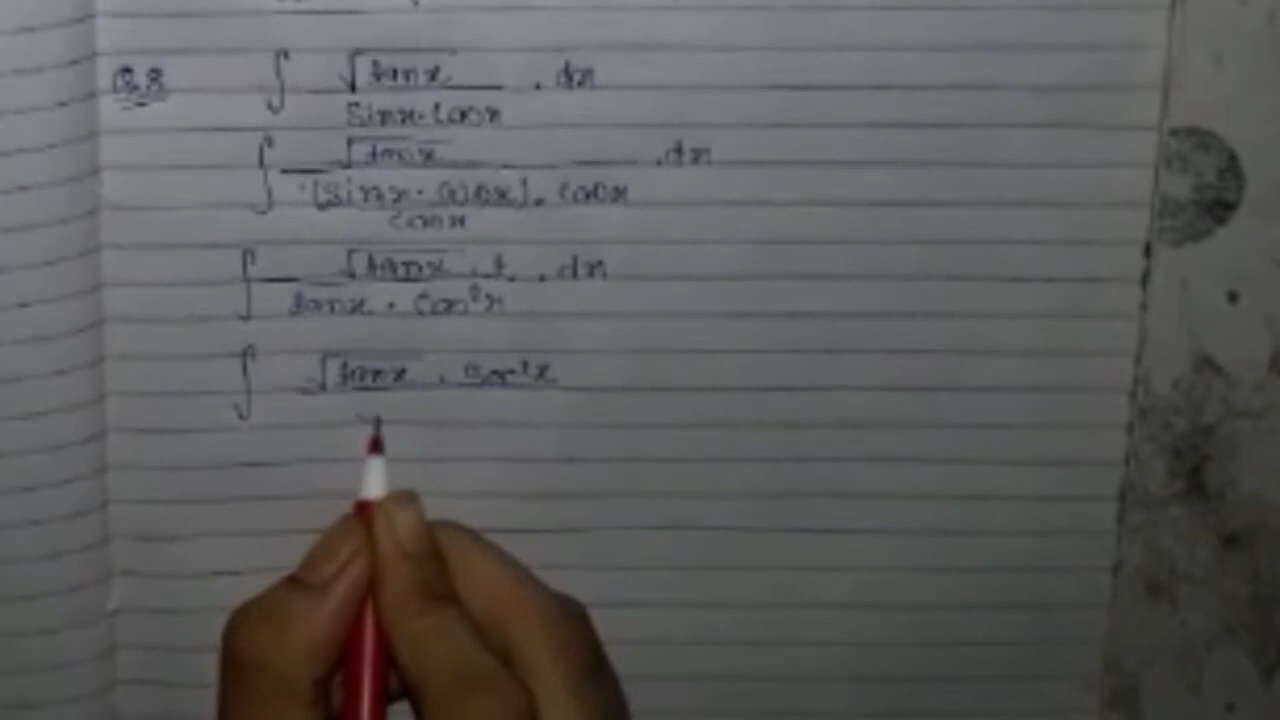 Q.8 ∫ √tanx / Sinx·Cosx . dx
∫ √tanx / (Sinx · Cosx). Cosx / Cosx . dx
∫ √tanx . 1 / tanx · Cos²x . dx
∫ √tanx . Sec²x